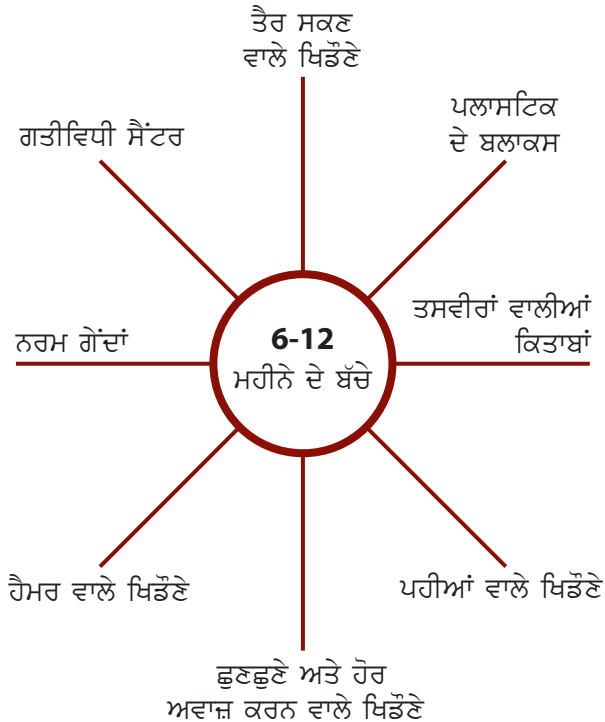 ਤੈਰ ਸਕਣ
ਵਾਲੇ ਖਿਡੌਣੇ
ਪਲਾਸਟਿਕ
ਦੇ ਬਲਾਕਸ
ਗਤੀਵਿਧੀ ਸੈਂਟਰ
ਤਸਵੀਰਾਂ ਵਾਲੀਆਂ
ਕਿਤਾਬਾਂ
ਨਰਮ ਗੇਂਦਾਂ
6-12
ਮਹੀਨੇ ਦੇ ਬੱਚੇ
ਹੈਮਰ ਵਾਲੇ ਖਿਡੌਣੇ
ਪਹੀਆਂ ਵਾਲੇ ਖਿਡੌਣੇ
ਛੁਣਛੁਣੇ ਅਤੇ ਹੋਰ
ਅਵਾਜ਼ ਕਰਨ ਵਾਲੇ ਖਿਡੌਣੇ